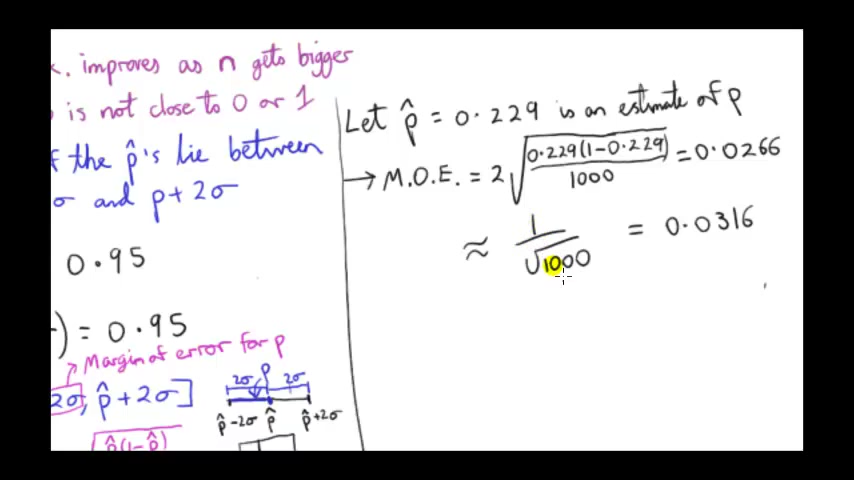 . improves as n gets bigger
is not close to 0 or 1
f the p̂'s lie between
σ and p+2σ
0.95
) = 0.95
Margin of error for p
2σ, p̂+2σ]
p̂(1-p̂)
2σ p 2σ
p̂-2σ p̂ p̂+2σ
Let p̂ = 0.229 is an estimate of p
→ M.O.E. = 2√(0.229(1-0.229)/1000) = 0.0266
≈ 1/√1000 = 0.0316